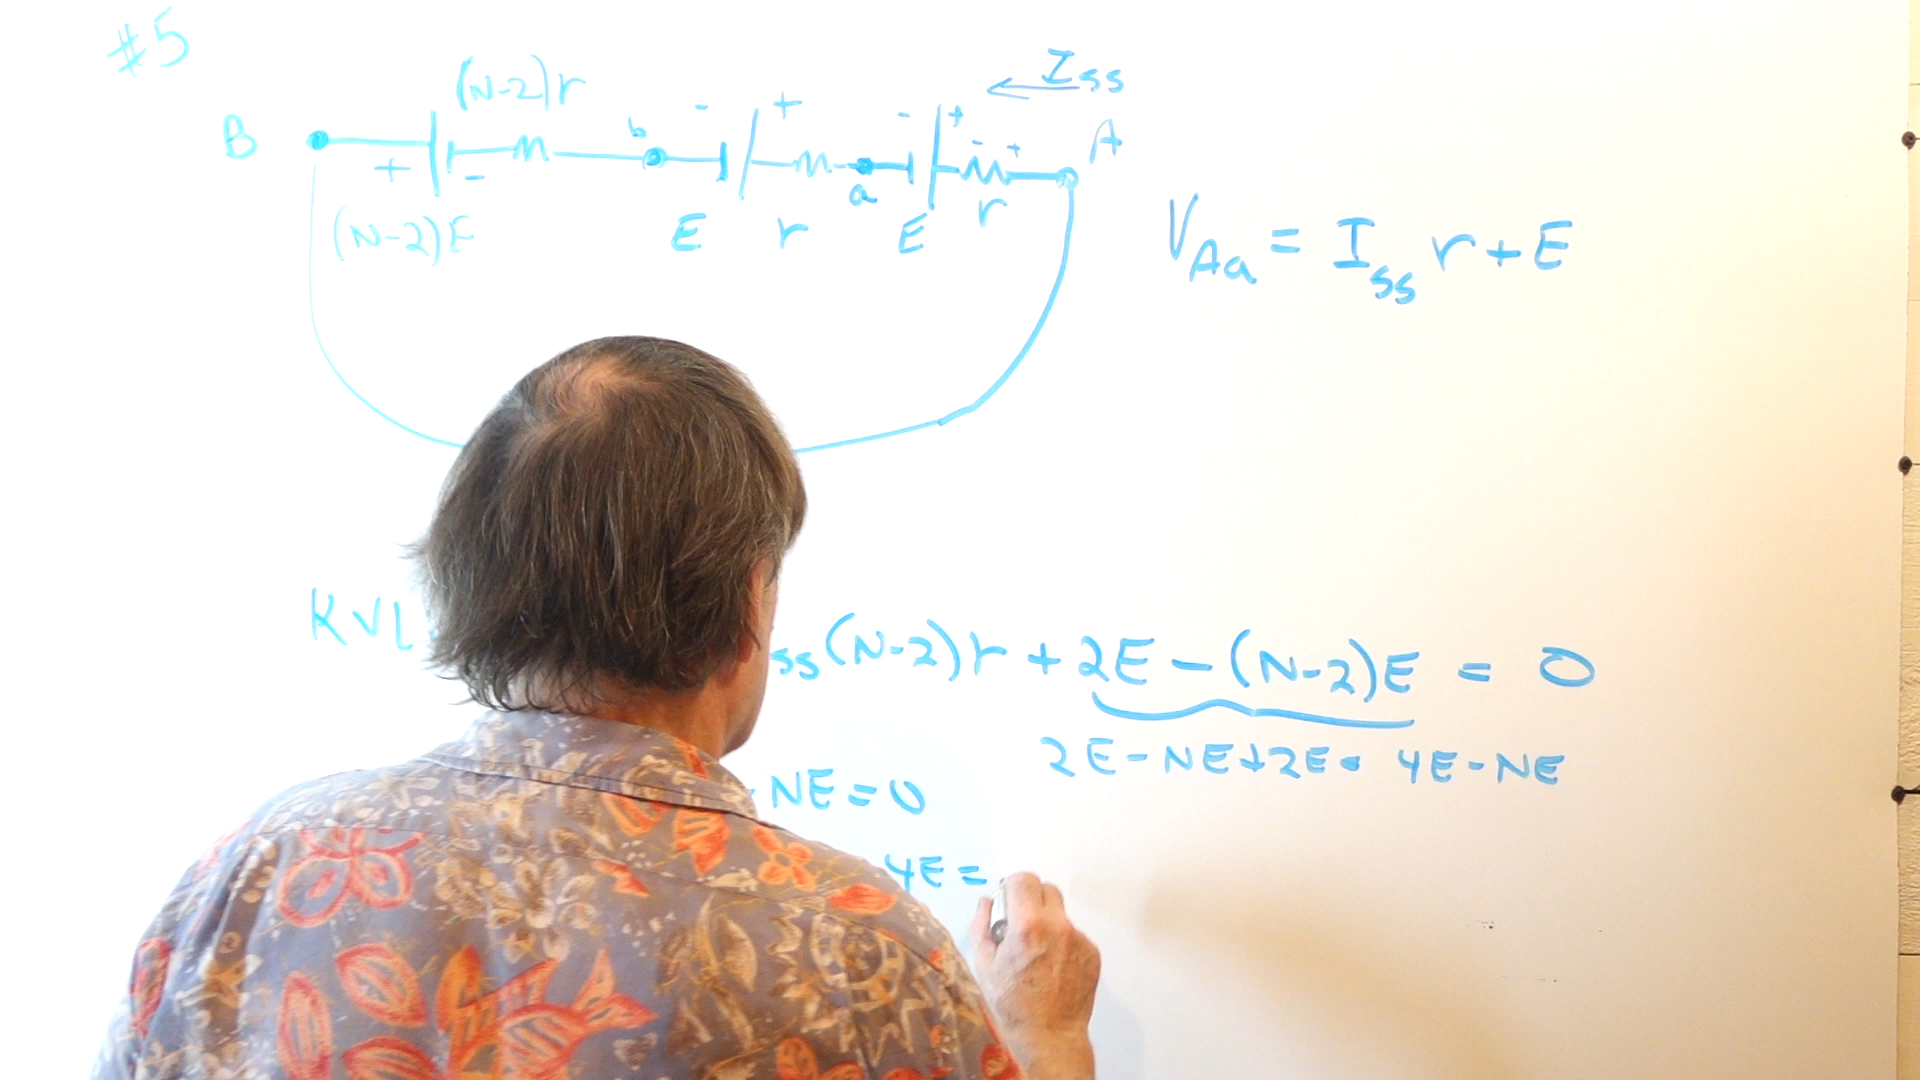 #5
(N-2)r
Iss
B b - + - + - + A
+ -
a
(N-2)E E r E r
VAa = Iss r + E
KVL ss(N-2)r + 2E - (N-2)E = 0
2E - NE + 2E = 4E - NE
- NE = 0
4E =